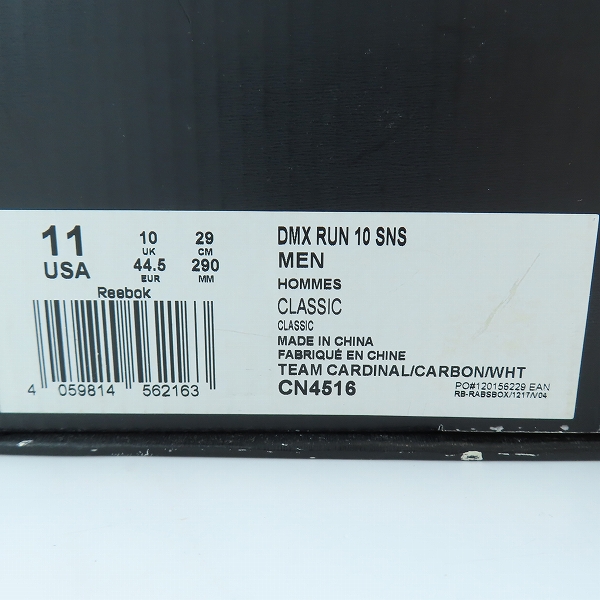 11
USA
10
UK
44.5
EUR
29
CM
290
MM
Reebok
4 059814 562163
DMX RUN 10 SNS
MEN
HOMMES
CLASSIC
CLASSIC
MADE IN CHINA
FABRIQUÉ EN CHINE
TEAM CARDINAL/CARBON/WHT
CN4516
PO#120156229 EAN
RB-RABSBOX/1217/V04